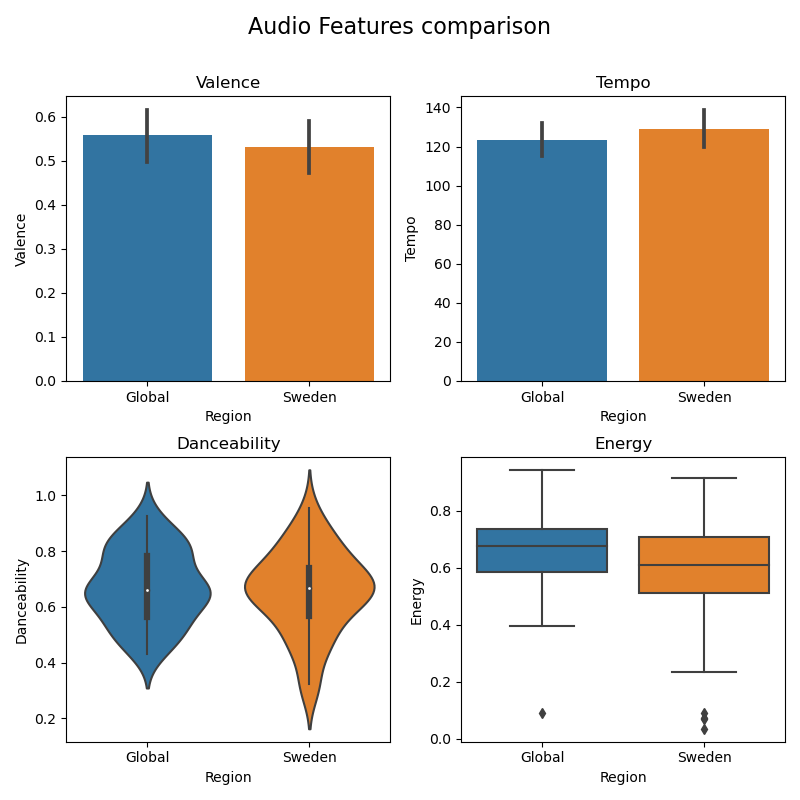 Audio Features comparison
Valence
0.6
0.5
0.4
0.3
0.2
0.1
0.0
Valence
Global Sweden
Region
Tempo
140
120
100
80
60
40
20
0
Tempo
Global Sweden
Region
Danceability
1.0
0.8
0.6
0.4
0.2
Danceability
Global Sweden
Region
Energy
0.8
0.6
0.4
0.2
0.0
Energy
Global Sweden
Region